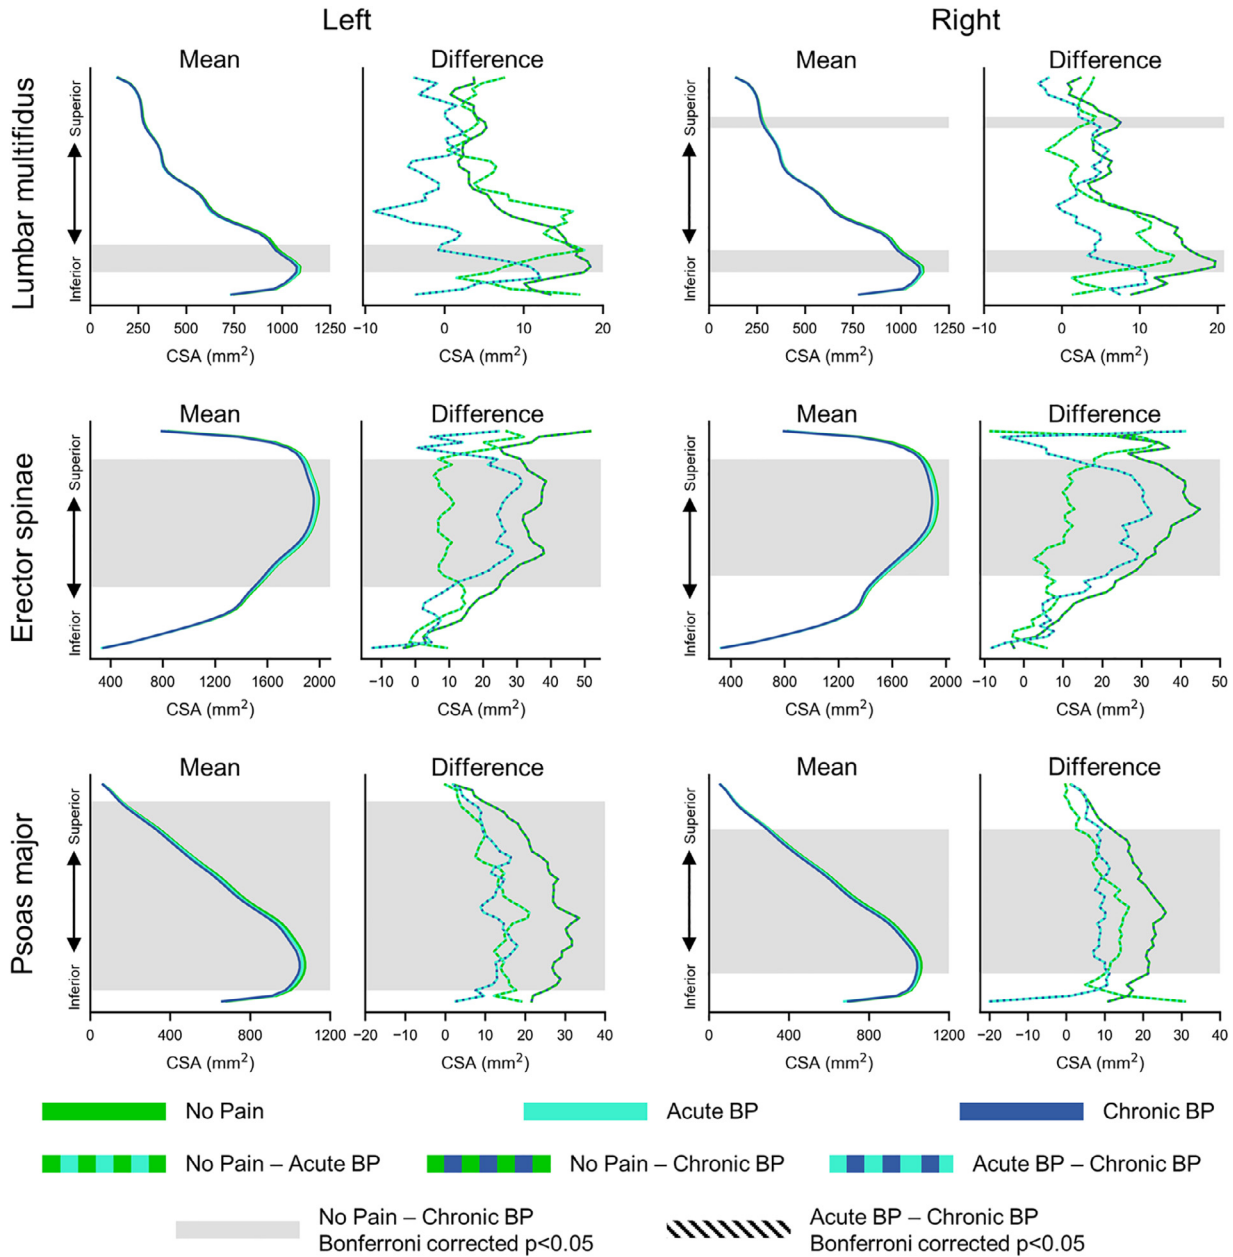 Left
Right
Mean
Difference
Mean
Difference
Lumbar multifidus
Superior
Inferior
Superior
Inferior
0 250 500 750 1000 1250
−10 0 10 20
0 250 500 750 1000 1250
−10 0 10 20
CSA (mm²)
CSA (mm²)
CSA (mm²)
CSA (mm²)
Mean
Difference
Mean
Difference
Erector spinae
Superior
Inferior
Superior
Inferior
400 800 1200 1600 2000
−10 0 10 20 30 40 50
400 800 1200 1600 2000
−10 0 10 20 30 40 50
CSA (mm²)
CSA (mm²)
CSA (mm²)
CSA (mm²)
Mean
Difference
Mean
Difference
Psoas major
Superior
Inferior
Superior
Inferior
0 400 800 1200
−20 −10 0 10 20 30 40
0 400 800 1200
−20 −10 0 10 20 30 40
CSA (mm²)
CSA (mm²)
CSA (mm²)
CSA (mm²)
No Pain
Acute BP
Chronic BP
No Pain – Acute BP
No Pain – Chronic BP
Acute BP – Chronic BP
No Pain – Chronic BP
Bonferroni corrected p<0.05
Acute BP – Chronic BP
Bonferroni corrected p<0.05